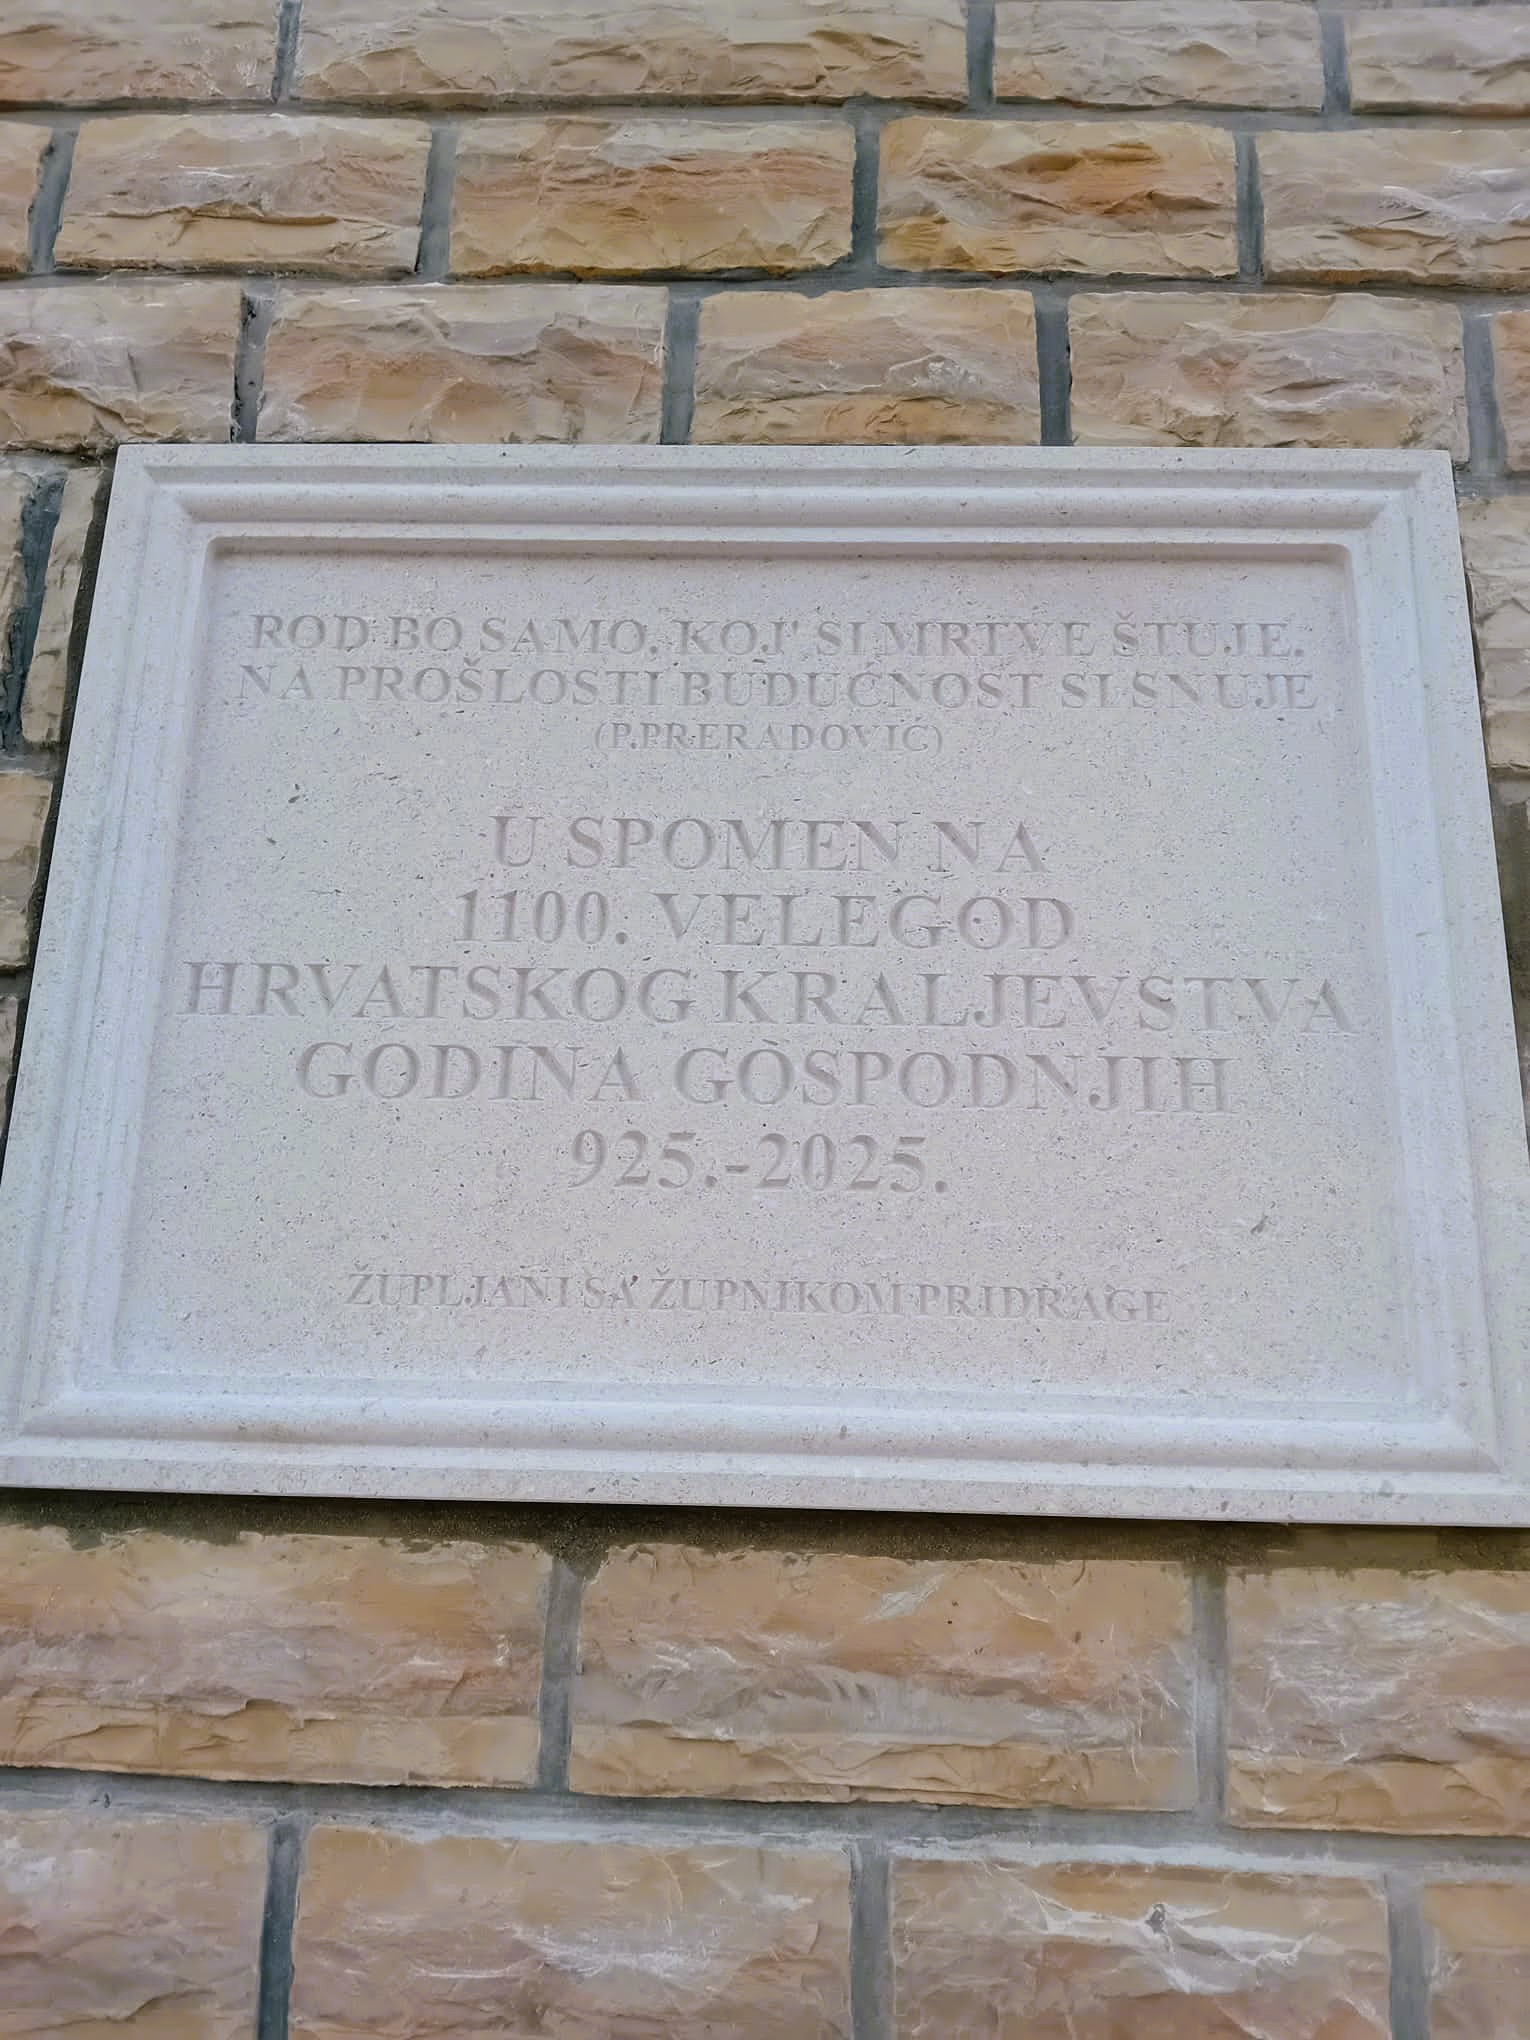 ROD BO SAMO, KOJ' SI MRTVE ŠTUJE.
NA PROŠLOSTI BUDUĆNOST SI SNUJE
(P.PRERADOVIĆ)
U SPOMEN NA
1100. VELEGOD
HRVATSKOG KRALJEVSTVA
GODINA GOSPODNJIH
925.-2025.
ŽUPLJANI SA ŽUPNIKOM PRIDRAGE